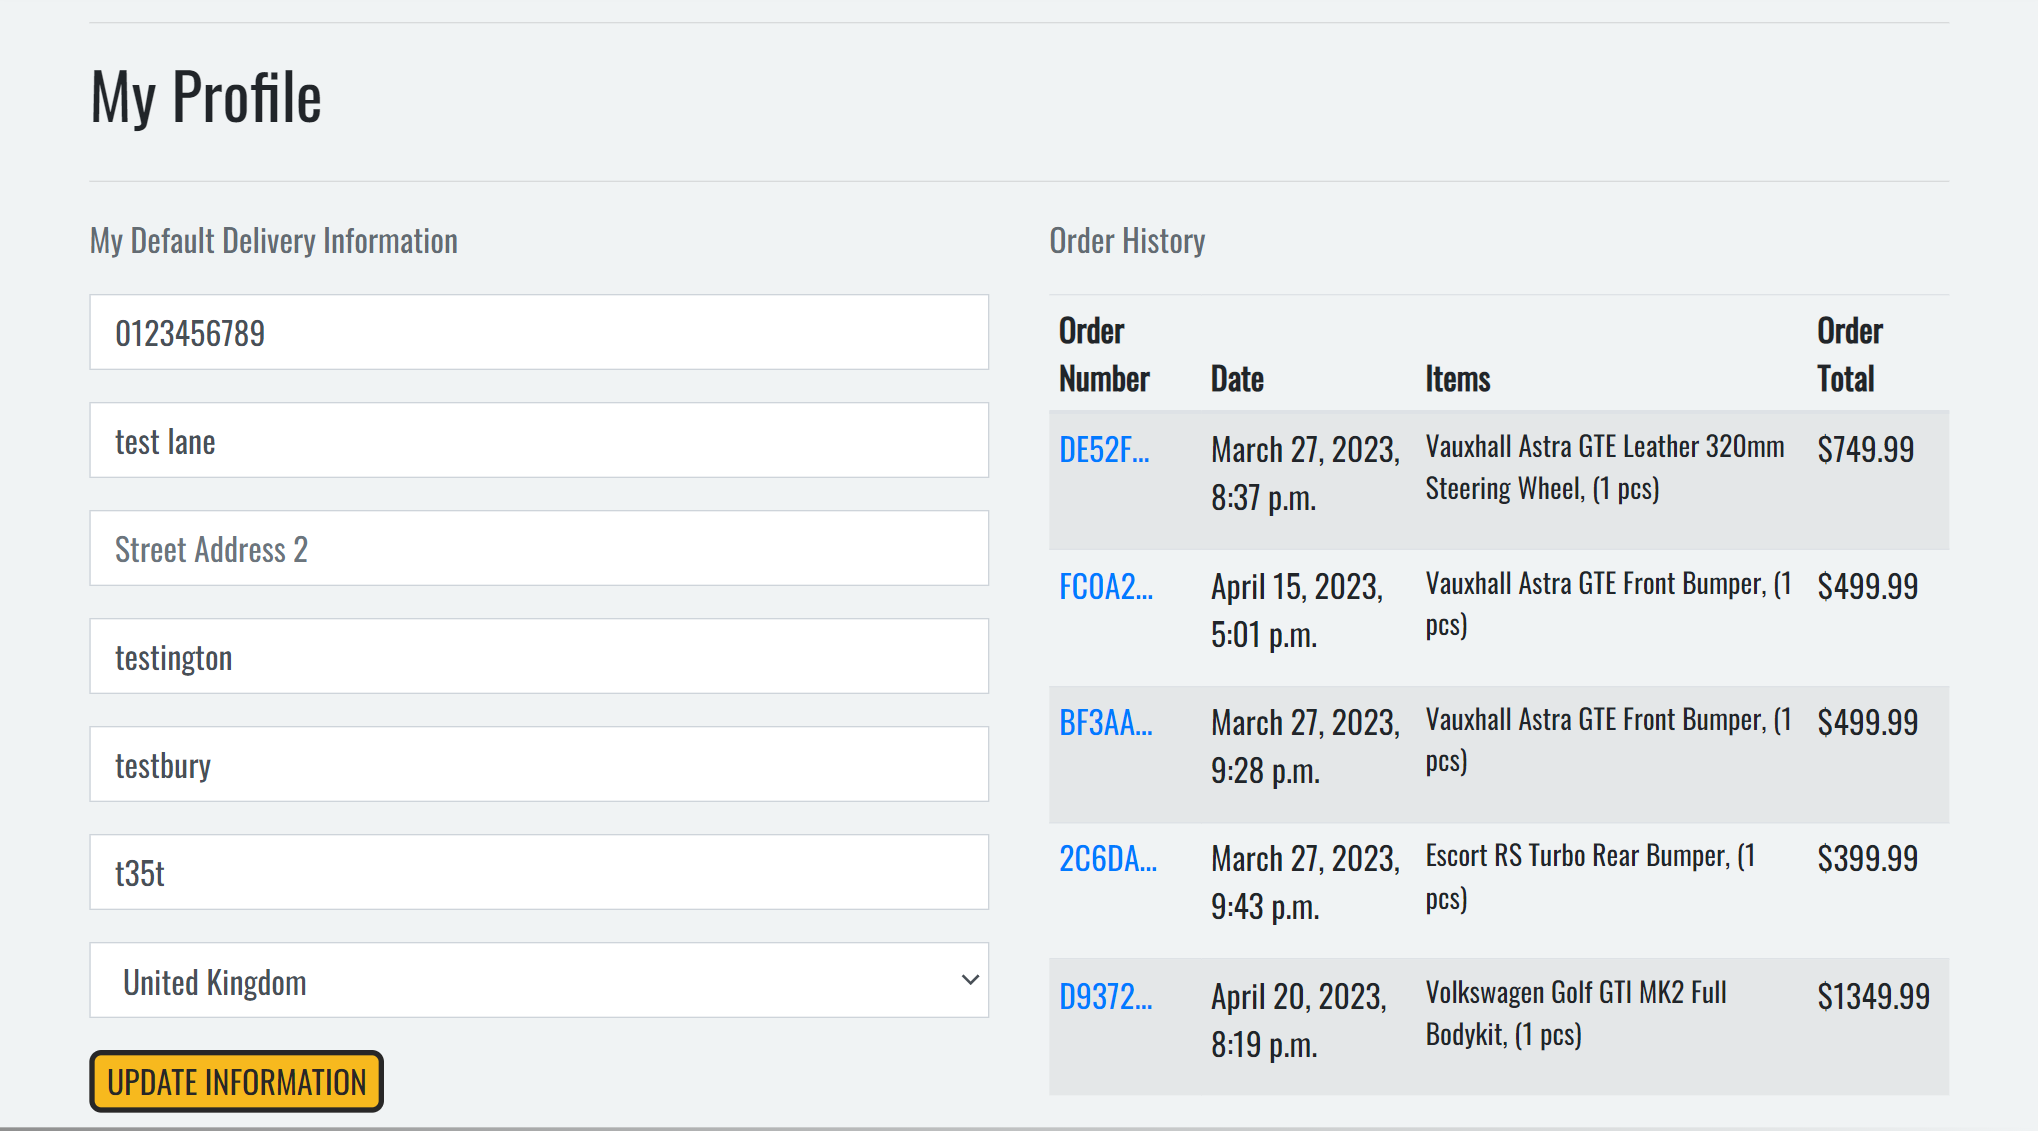 My Profile
My Default Delivery Information
0123456789
test lane
Street Address 2
testington
testbury
t35t
United Kingdom
UPDATE INFORMATION
Order History
Order
Number
Date
Items
Order
Total
DE52F...
March 27, 2023,
8:37 p.m.
Vauxhall Astra GTE Leather 320mm
Steering Wheel, (1 pcs)
$749.99
FC0A2...
April 15, 2023,
5:01 p.m.
Vauxhall Astra GTE Front Bumper, (1
pcs)
$499.99
BF3AA...
March 27, 2023,
9:28 p.m.
Vauxhall Astra GTE Front Bumper, (1
pcs)
$499.99
2C6DA...
March 27, 2023,
9:43 p.m.
Escort RS Turbo Rear Bumper, (1
pcs)
$399.99
D9372...
April 20, 2023,
8:19 p.m.
Volkswagen Golf GTI MK2 Full
Bodykit, (1 pcs)
$1349.99